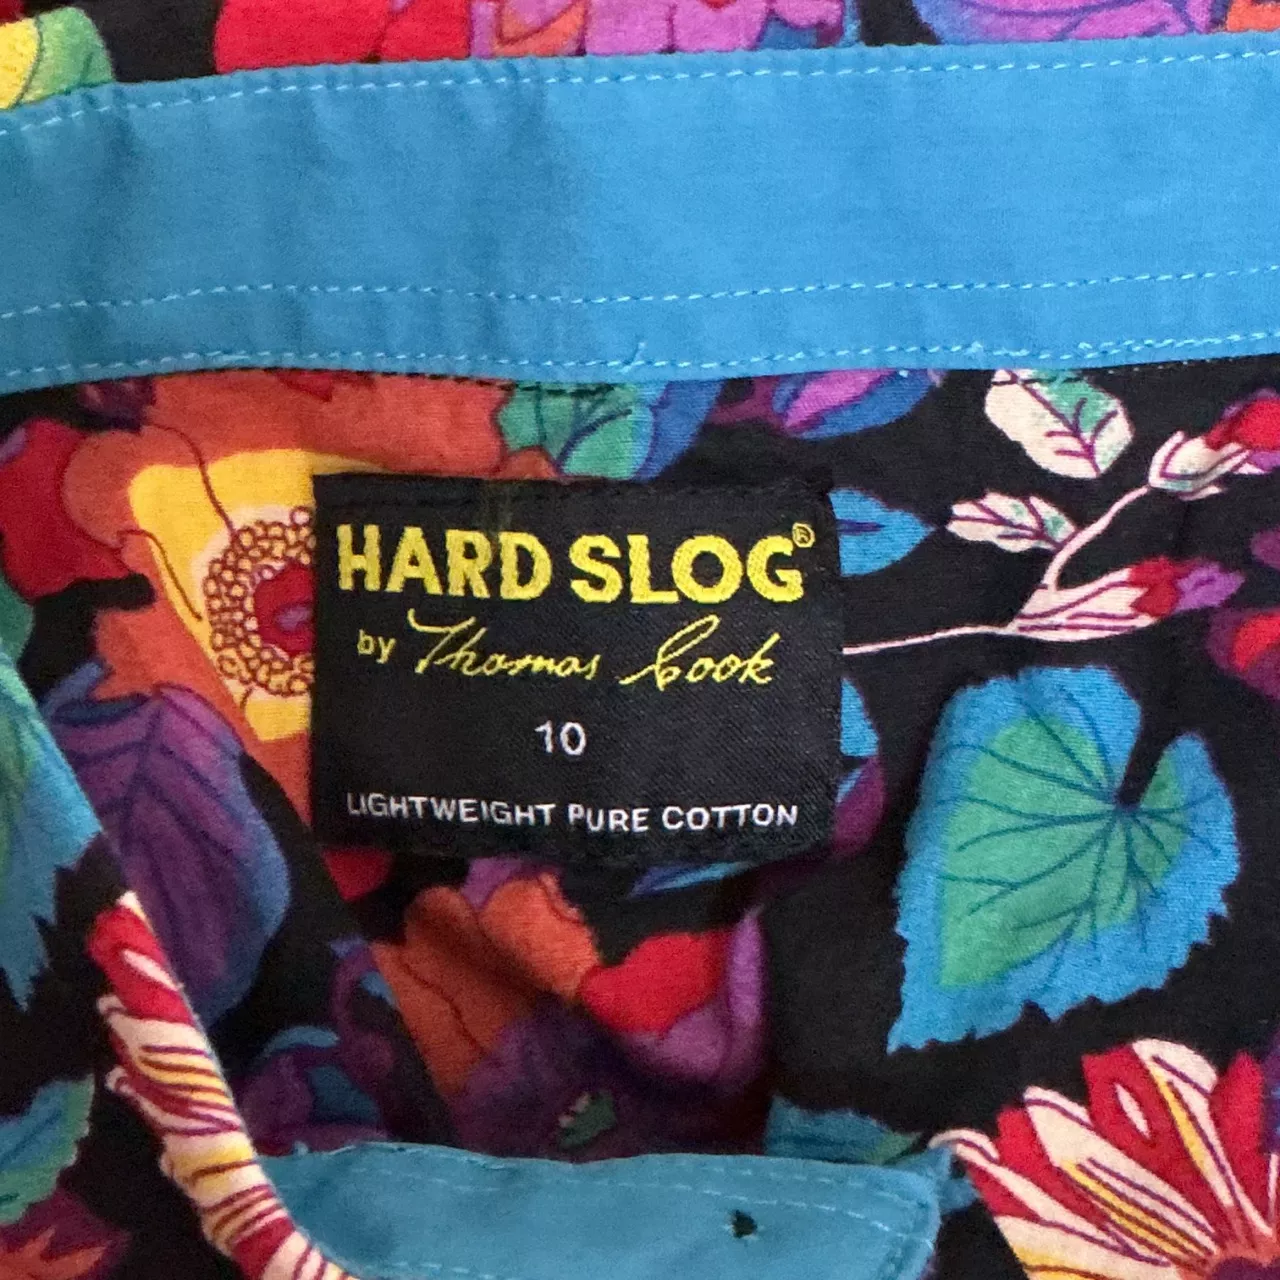 HARD SLOG®
by Thomas Cook
10
LIGHTWEIGHT PURE COTTON